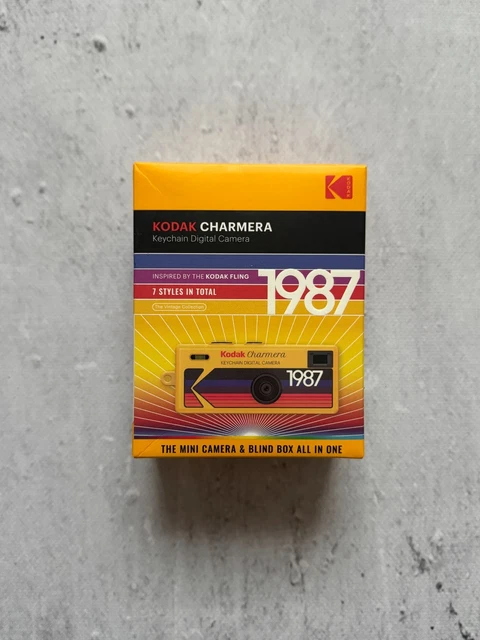 KODAK
KODAK CHARMERA
Keychain Digital Camera
INSPIRED BY THE KODAK FLING
1987
7 STYLES IN TOTAL
The Vintage Collection
Kodak Charmera
KEYCHAIN DIGITAL CAMERA
1987
THE MINI CAMERA & BLIND BOX ALL IN ONE